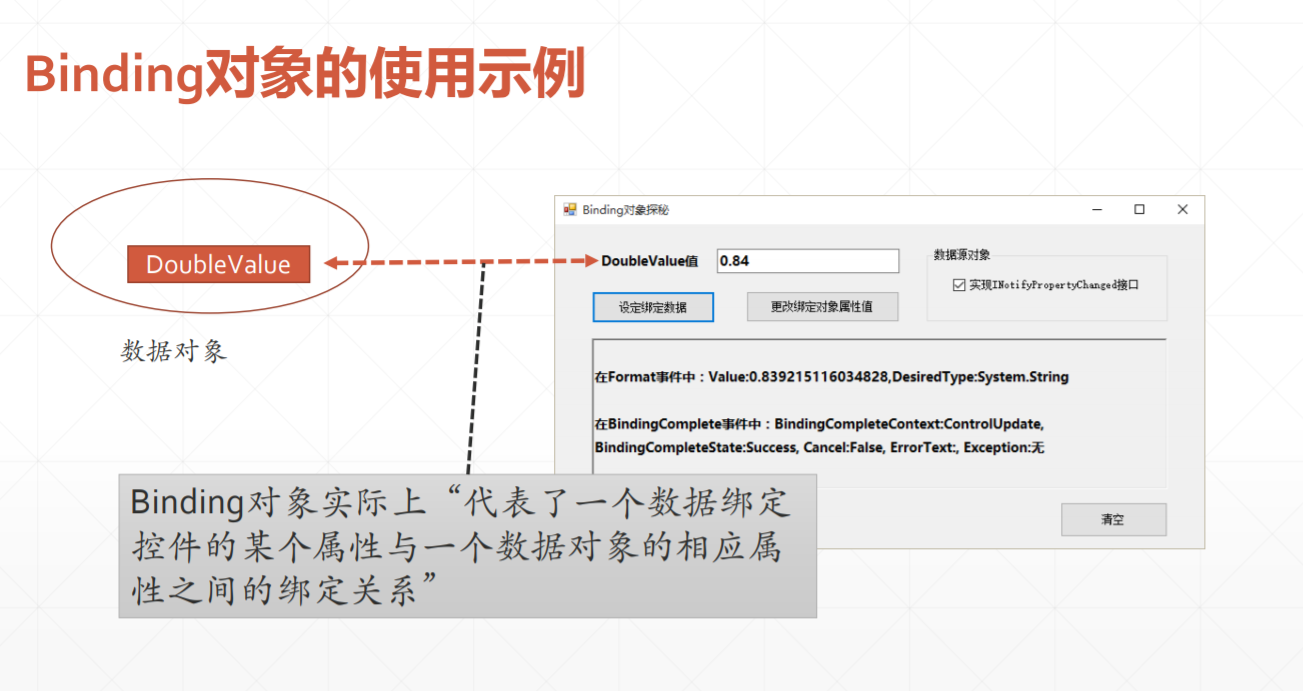 Binding对象的使用示例
Binding对象探秘
DoubleValue
DoubleValue值
0.84
数据源对象
实现INotifyPropertyChanged接口
设定绑定数据
更改绑定对象属性值
数据对象
在Format事件中：Value:0.839215116034828,DesiredType:System.String
在BindingComplete事件中：BindingCompleteContext:ControlUpdate,
BindingCompleteState:Success, Cancel:False, ErrorText:, Exception:无
Binding对象实际上“代表了一个数据绑定
控件的某个属性与一个数据对象的相应属
性之间的绑定关系”
清空